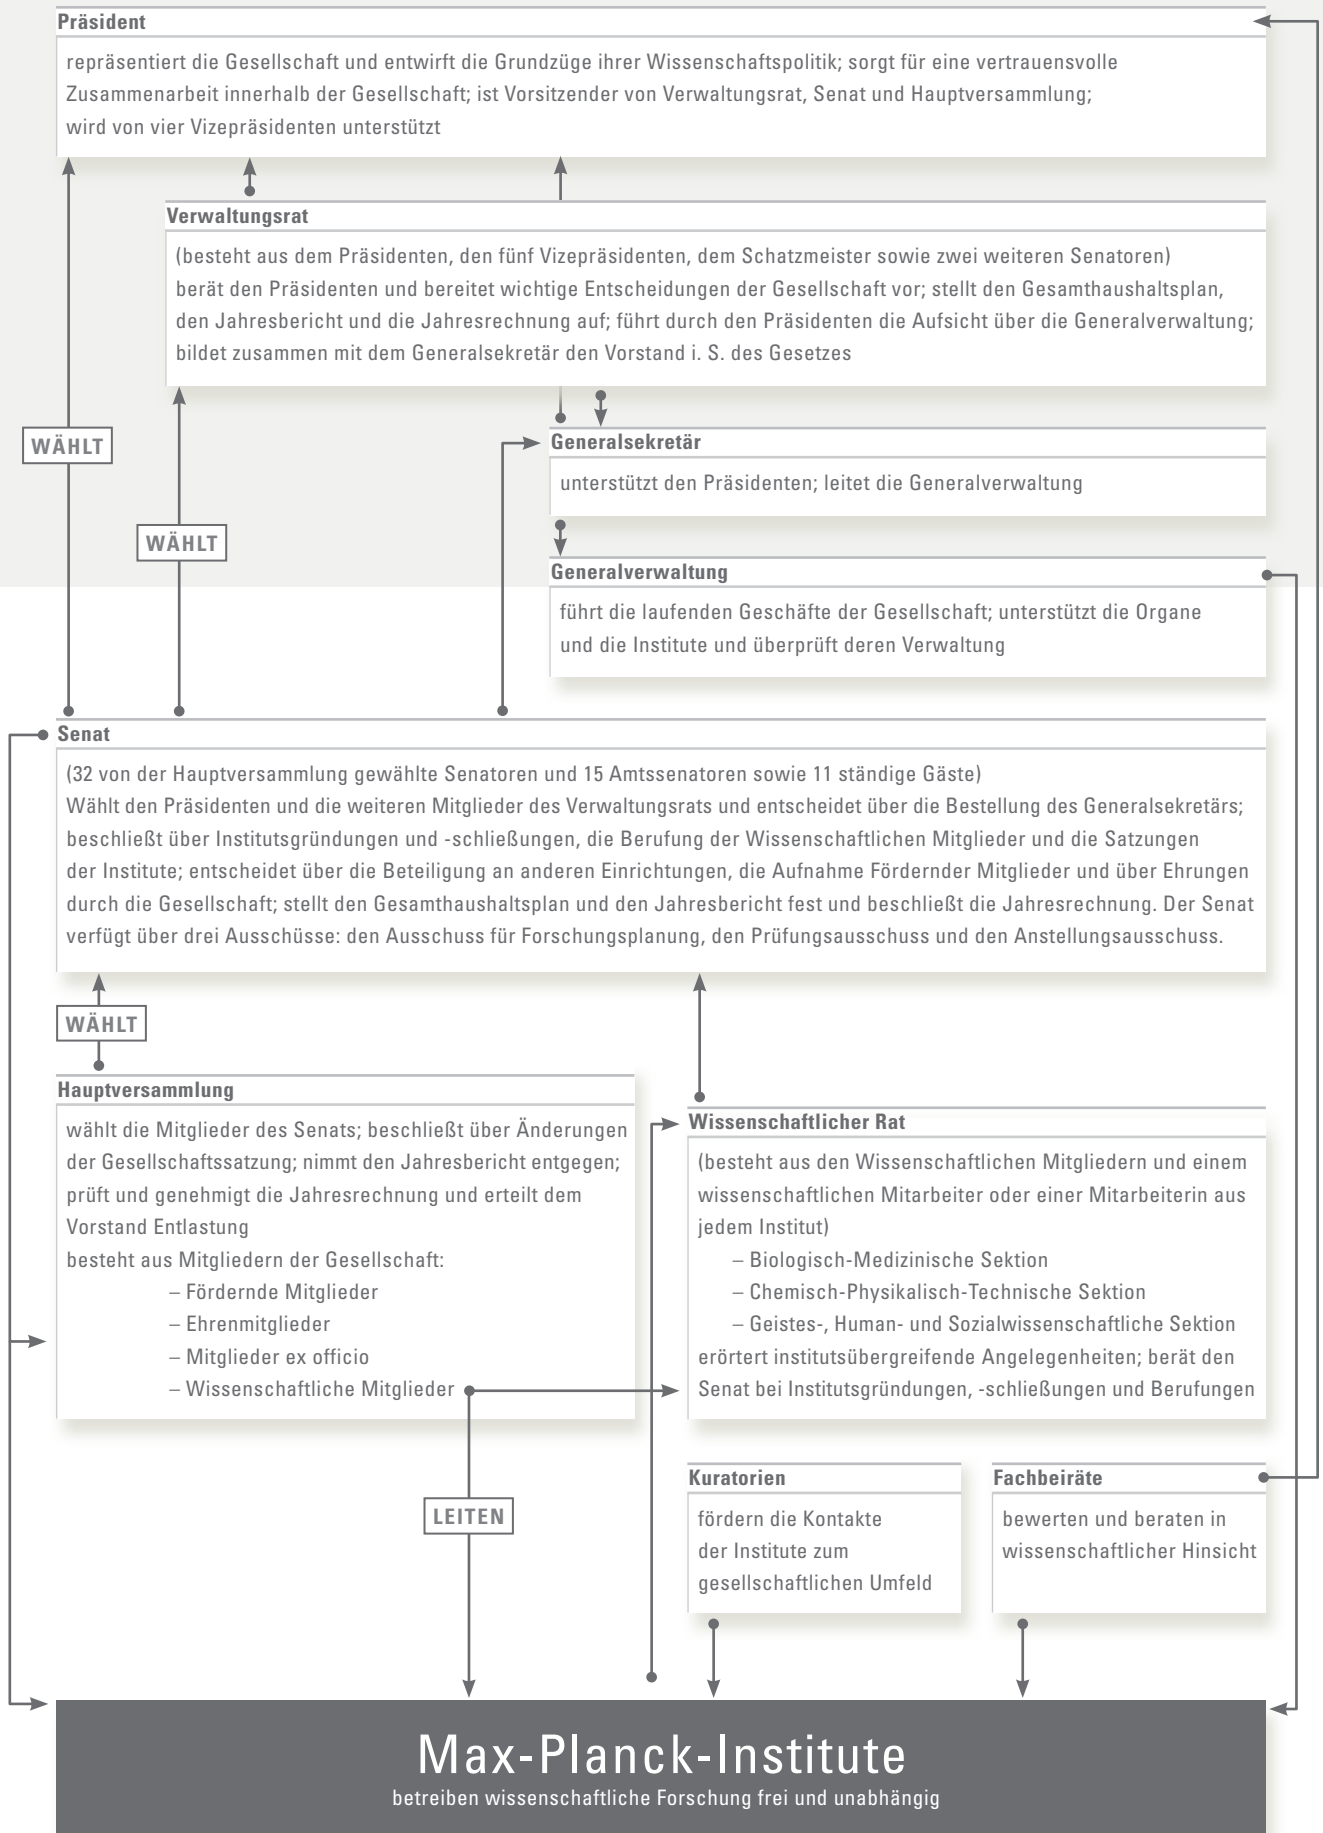 Präsident
repräsentiert die Gesellschaft und entwirft die Grundzüge ihrer Wissenschaftspolitik; sorgt für eine vertrauensvolle
Zusammenarbeit innerhalb der Gesellschaft; ist Vorsitzender von Verwaltungsrat, Senat und Hauptversammlung;
wird von vier Vizepräsidenten unterstützt
Verwaltungsrat
(besteht aus dem Präsidenten, den fünf Vizepräsidenten, dem Schatzmeister sowie zwei weiteren Senatoren)
berät den Präsidenten und bereitet wichtige Entscheidungen der Gesellschaft vor; stellt den Gesamthaushaltsplan,
den Jahresbericht und die Jahresrechnung auf; führt durch den Präsidenten die Aufsicht über die Generalverwaltung;
bildet zusammen mit dem Generalsekretär den Vorstand i. S. des Gesetzes
WÄHLT
Generalsekretär
unterstützt den Präsidenten; leitet die Generalverwaltung
WÄHLT
Generalverwaltung
führt die laufenden Geschäfte der Gesellschaft; unterstützt die Organe
und die Institute und überprüft deren Verwaltung
Senat
(32 von der Hauptversammlung gewählte Senatoren und 15 Amtssenatoren sowie 11 ständige Gäste)
Wählt den Präsidenten und die weiteren Mitglieder des Verwaltungsrats und entscheidet über die Bestellung des Generalsekretärs;
beschließt über Institutsgründungen und -schließungen, die Berufung der Wissenschaftlichen Mitglieder und die Satzungen
der Institute; entscheidet über die Beteiligung an anderen Einrichtungen, die Aufnahme Fördernder Mitglieder und über Ehrungen
durch die Gesellschaft; stellt den Gesamthaushaltsplan und den Jahresbericht fest und beschließt die Jahresrechnung. Der Senat
verfügt über drei Ausschüsse: den Ausschuss für Forschungsplanung, den Prüfungsausschuss und den Anstellungsausschuss.
WÄHLT
Hauptversammlung
wählt die Mitglieder des Senats; beschließt über Änderungen
der Gesellschaftssatzung; nimmt den Jahresbericht entgegen;
prüft und genehmigt die Jahresrechnung und erteilt dem
Vorstand Entlastung
besteht aus Mitgliedern der Gesellschaft:
– Fördernde Mitglieder
– Ehrenmitglieder
– Mitglieder ex officio
– Wissenschaftliche Mitglieder
Wissenschaftlicher Rat
(besteht aus den Wissenschaftlichen Mitgliedern und einem
wissenschaftlichen Mitarbeiter oder einer Mitarbeiterin aus
jedem Institut)
– Biologisch-Medizinische Sektion
– Chemisch-Physikalisch-Technische Sektion
– Geistes-, Human- und Sozialwissenschaftliche Sektion
erörtert institutsübergreifende Angelegenheiten; berät den
Senat bei Institutsgründungen, -schließungen und Berufungen
LEITEN
Kuratorien
fördern die Kontakte
der Institute zum
gesellschaftlichen Umfeld
Fachbeiräte
bewerten und beraten in
wissenschaftlicher Hinsicht
Max-Planck-Institute
betreiben wissenschaftliche Forschung frei und unabhängig